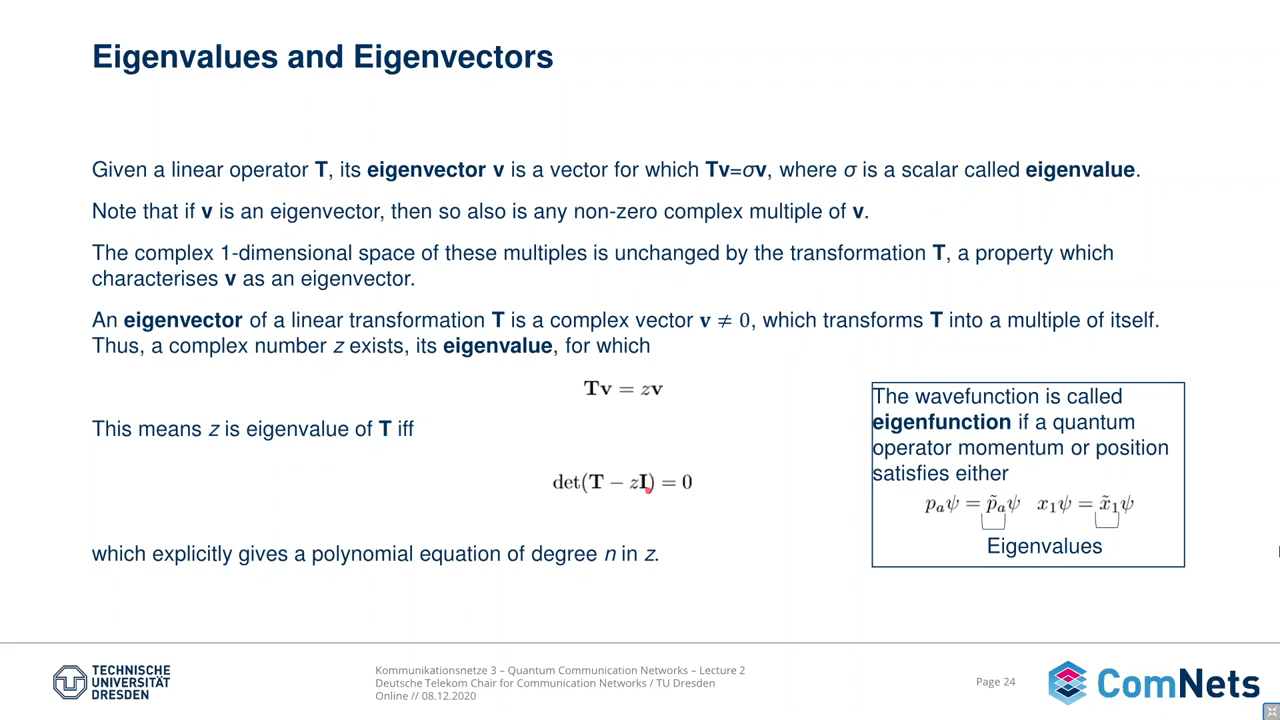 Eigenvalues and Eigenvectors
Given a linear operator T, its eigenvector v is a vector for which Tv=σv, where σ is a scalar called eigenvalue.
Note that if v is an eigenvector, then so also is any non-zero complex multiple of v.
The complex 1-dimensional space of these multiples is unchanged by the transformation T, a property which
characterises v as an eigenvector.
An eigenvector of a linear transformation T is a complex vector v ≠ 0, which transforms T into a multiple of itself.
Thus, a complex number z exists, its eigenvalue, for which
Tv = zv
This means z is eigenvalue of T iff
det(T − zI) = 0
which explicitly gives a polynomial equation of degree n in z.
The wavefunction is called
eigenfunction if a quantum
operator momentum or position
satisfies either
pₐψ = p̃ₐψ x₁ψ = x̃₁ψ
Eigenvalues
TECHNISCHE
UNIVERSITÄT
DRESDEN
Kommunikationsnetze 3 – Quantum Communication Networks – Lecture 2
Deutsche Telekom Chair for Communication Networks / TU Dresden
Online // 08.12.2020
Page 24
ComNets